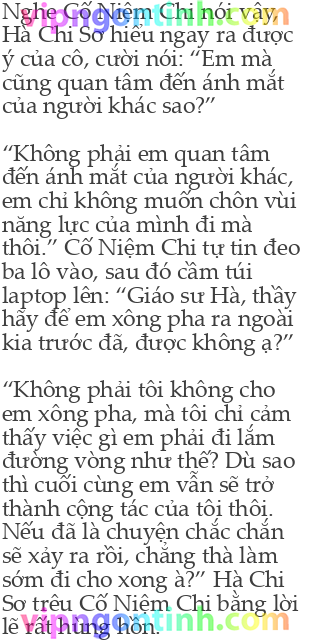 Nghe Cố Niệm Chi nói vậy,
vipngontinh.com
Hà Chi Sơ hiểu ngay ra được
ý của cô, cười nói: “Em mà
cũng quan tâm đến ánh mắt
của người khác sao?”
“Không phải em quan tâm
đến ánh mắt của người khác,
em chỉ không muốn chôn vùi
năng lực của mình đi mà
thôi.” Cố Niệm Chi tự tin đeo
ba lô vào, sau đó cầm túi
laptop lên: “Giáo sư Hà, thầy
hãy để em xông pha ra ngoài
kia trước đã, được không ạ?”
“Không phải tôi không cho
em xông pha, mà tôi chỉ cảm
thấy việc gì em phải đi lắm
đường vòng như thế? Dù sao
thì cuối cùng em vẫn sẽ trở
thành cộng tác của tôi thôi.
Nếu đã là chuyện chắc chắn
sẽ xảy ra rồi, chẳng thà làm
sớm đi cho xong à?” Hà Chi
Sơ trêu Cố Niệm Chi bằng lời
lẽ rất hùng hồn.
vipngontinh.com